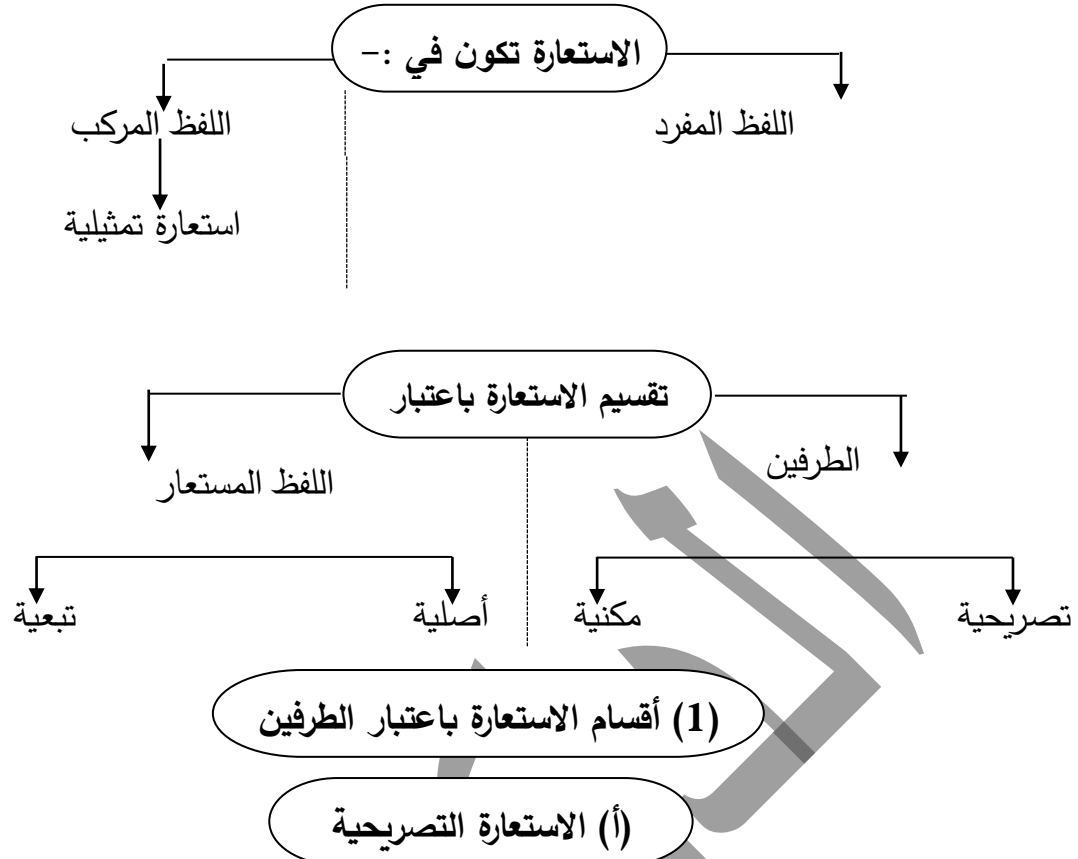 الاستعارة تكون في :-
اللفظ المفرد
اللفظ المركب
استعارة تمثيلية
تقسيم الاستعارة باعتبار
الطرفين
اللفظ المستعار
تصريحية
مكنية
أصلية
تبعية
(1) أقسام الاستعارة باعتبار الطرفين
(أ) الاستعارة التصريحية